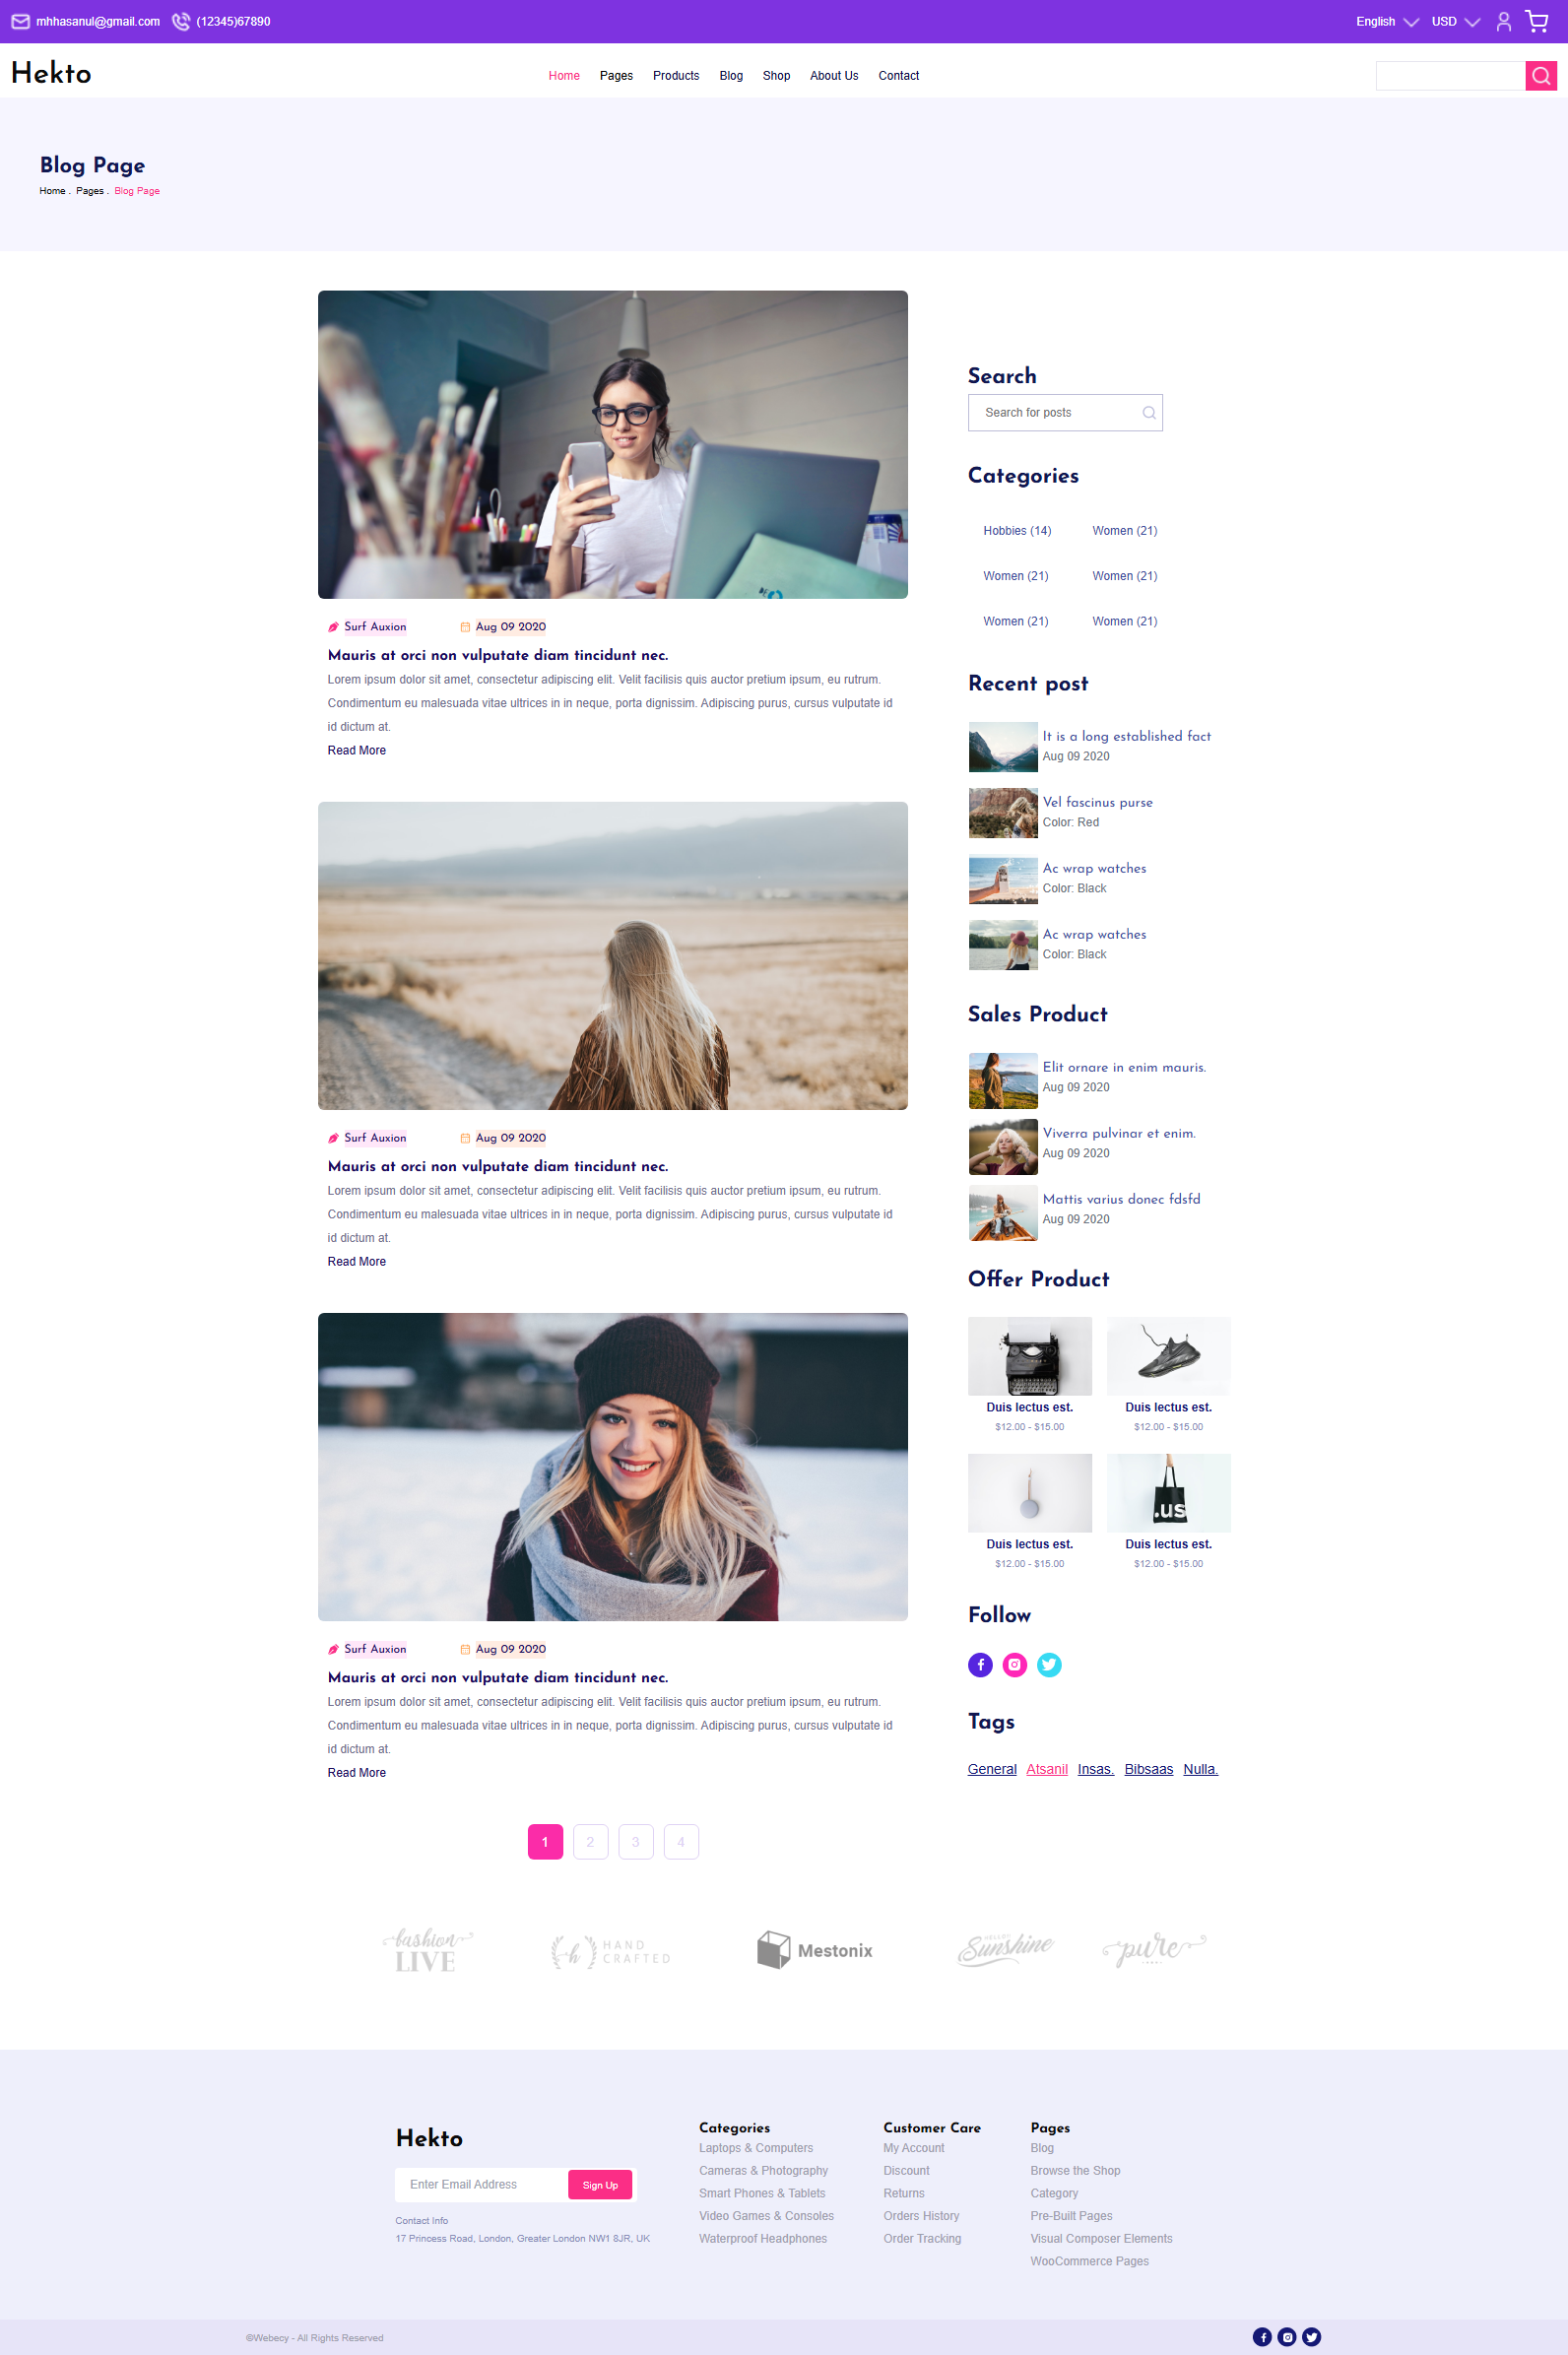 mhhasanul@gmail.com (12345)67890 English USD
Hekto Home Pages Products Blog Shop About Us Contact
Blog Page
Home . Pages . Blog Page
Surf Auxion Aug 09 2020
Mauris at orci non vulputate diam tincidunt nec.
Lorem ipsum dolor sit amet, consectetur adipiscing elit. Velit facilisis quis auctor pretium ipsum, eu rutrum.
Condimentum eu malesuada vitae ultrices in in neque, porta dignissim. Adipiscing purus, cursus vulputate id
id dictum at.
Read More
Surf Auxion Aug 09 2020
Mauris at orci non vulputate diam tincidunt nec.
Lorem ipsum dolor sit amet, consectetur adipiscing elit. Velit facilisis quis auctor pretium ipsum, eu rutrum.
Condimentum eu malesuada vitae ultrices in in neque, porta dignissim. Adipiscing purus, cursus vulputate id
id dictum at.
Read More
Surf Auxion Aug 09 2020
Mauris at orci non vulputate diam tincidunt nec.
Lorem ipsum dolor sit amet, consectetur adipiscing elit. Velit facilisis quis auctor pretium ipsum, eu rutrum.
Condimentum eu malesuada vitae ultrices in in neque, porta dignissim. Adipiscing purus, cursus vulputate id
id dictum at.
Read More
1 2 3 4
Search
Search for posts
Categories
Hobbies (14) Women (21)
Women (21) Women (21)
Women (21) Women (21)
Recent post
It is a long established fact
Aug 09 2020
Vel fascinus purse
Color: Red
Ac wrap watches
Color: Black
Ac wrap watches
Color: Black
Sales Product
Elit ornare in enim mauris.
Aug 09 2020
Viverra pulvinar et enim.
Aug 09 2020
Mattis varius donec fdsfd
Aug 09 2020
Offer Product
Duis lectus est. Duis lectus est.
$12.00 - $15.00 $12.00 - $15.00
.us
Duis lectus est. Duis lectus est.
$12.00 - $15.00 $12.00 - $15.00
Follow
Tags
General Atsanil Insas. Bibsaas Nulla.
fashion
LIVE
h HAND
CRAFTED
Mestonix
HELLO
Sunshine
pure
Hekto
Enter Email Address Sign Up
Contact Info
17 Princess Road, London, Greater London NW1 8JR, UK
Categories
Laptops & Computers
Cameras & Photography
Smart Phones & Tablets
Video Games & Consoles
Waterproof Headphones
Customer Care
My Account
Discount
Returns
Orders History
Order Tracking
Pages
Blog
Browse the Shop
Category
Pre-Built Pages
Visual Composer Elements
WooCommerce Pages
©Webecy - All Rights Reserved